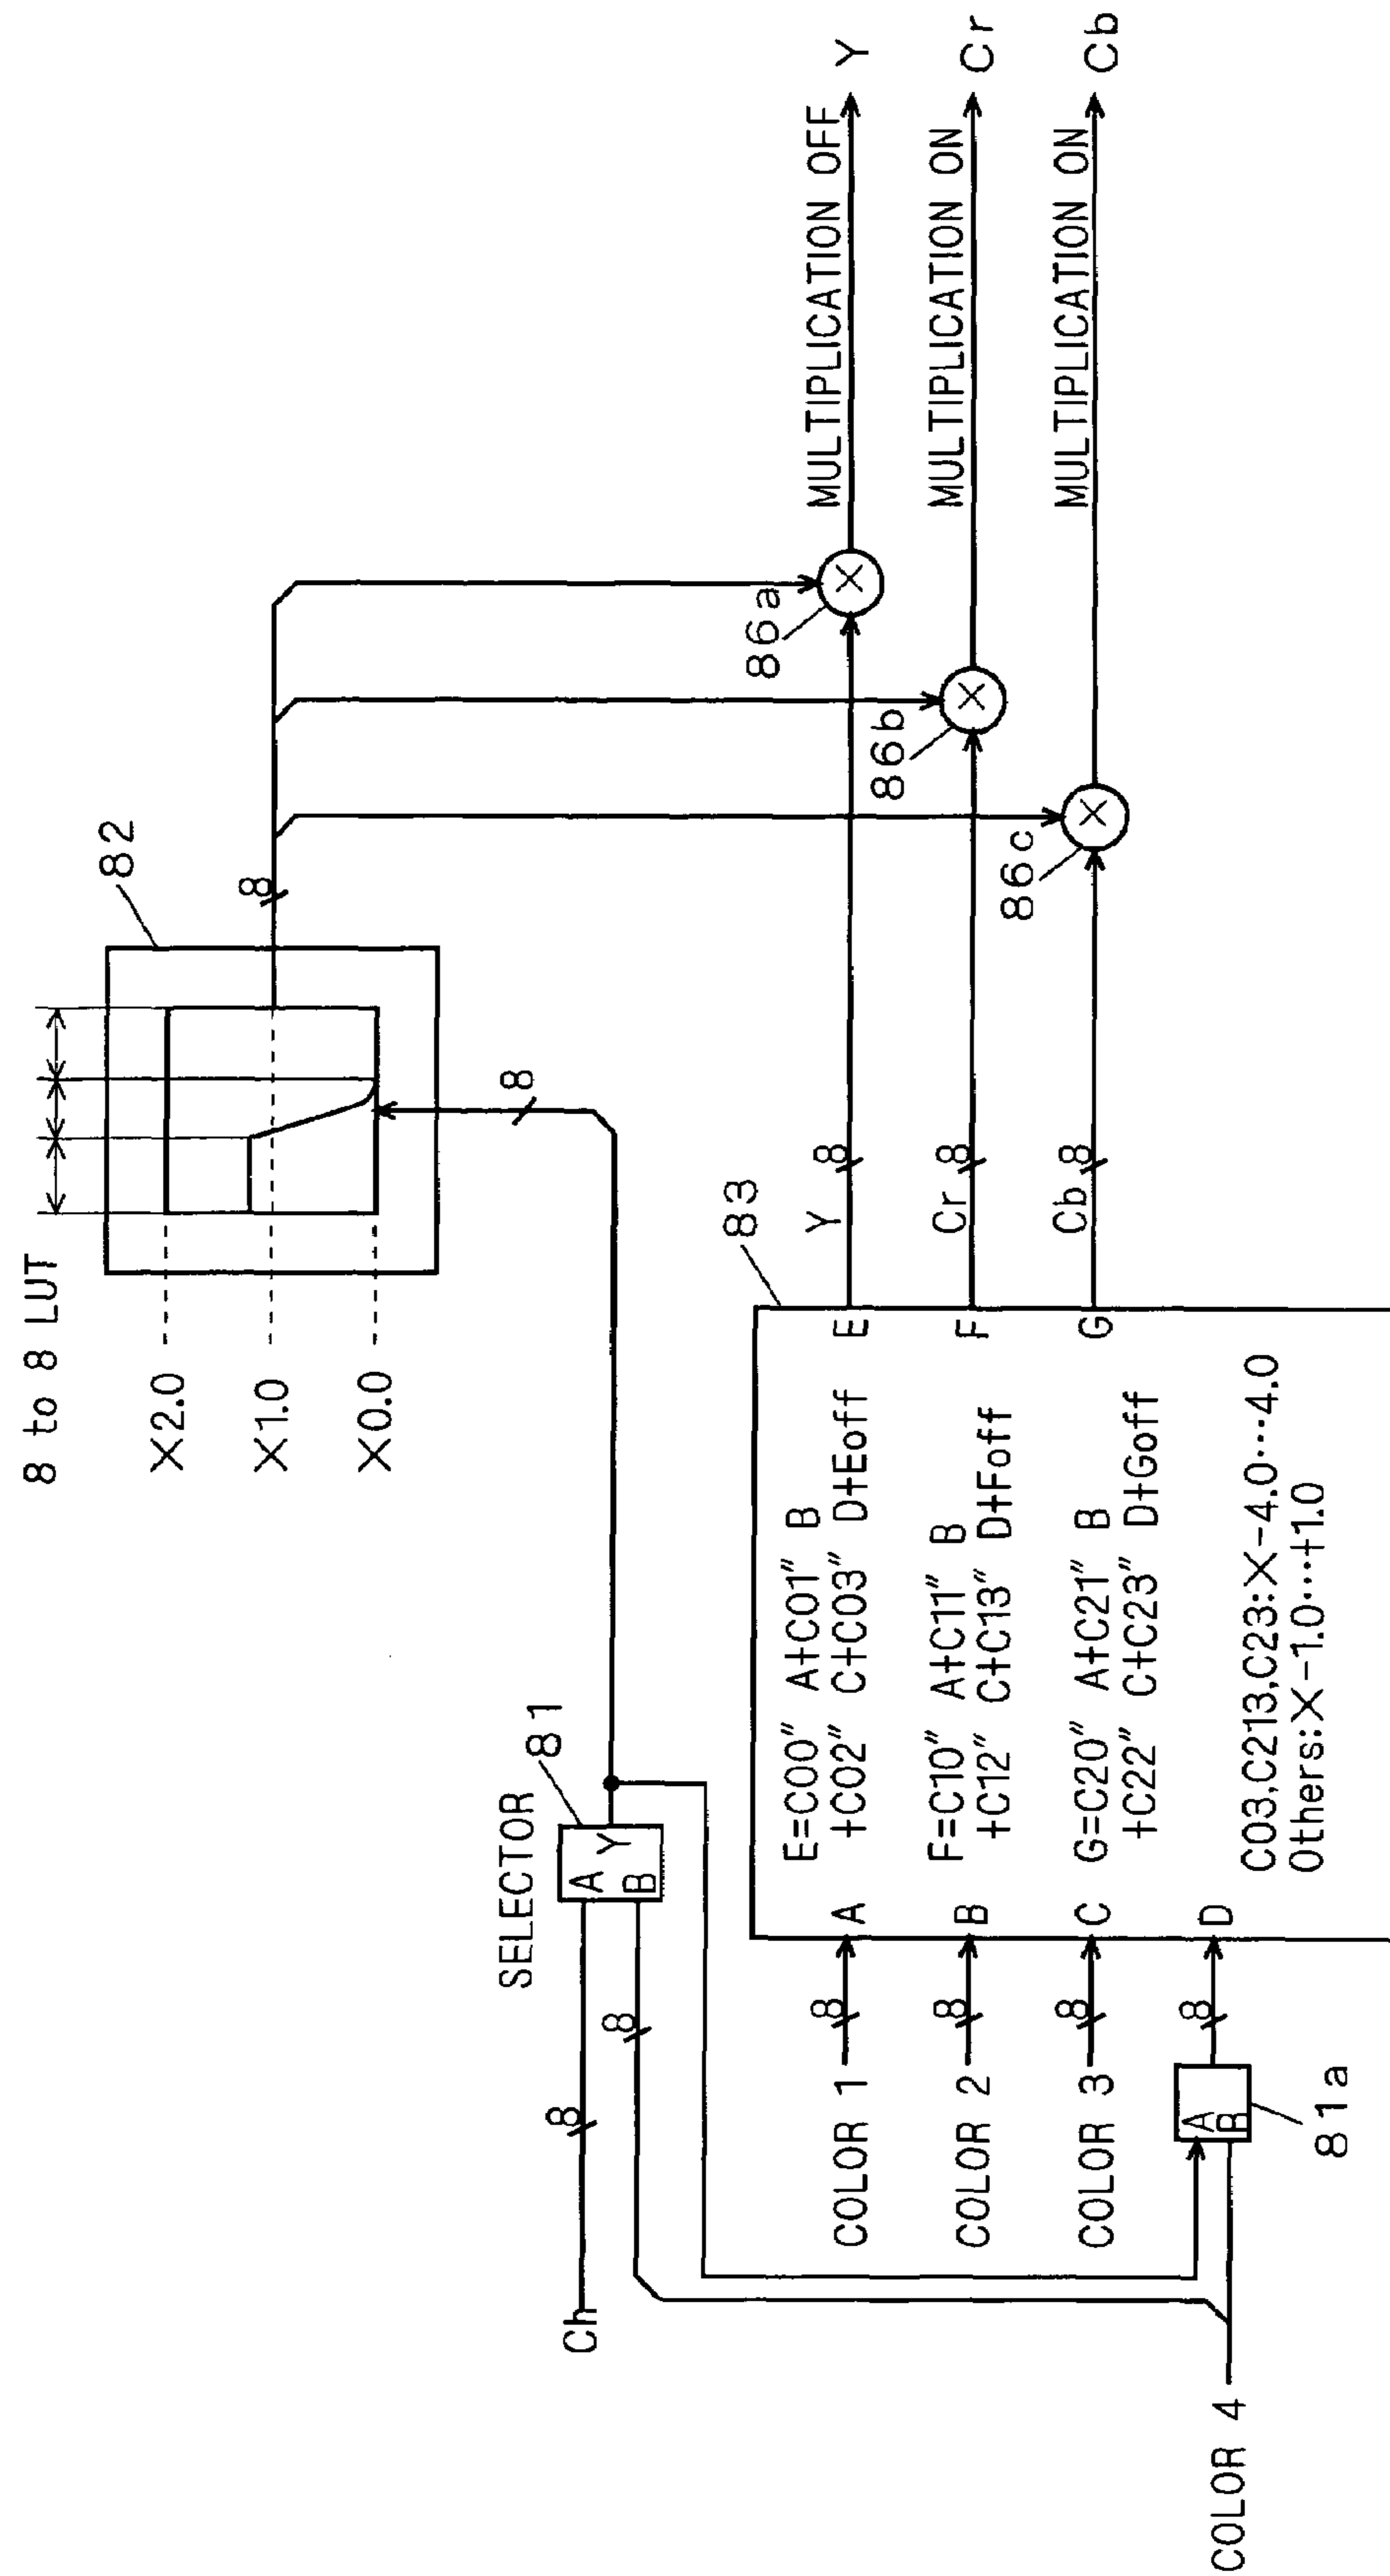 8 to 8 LUT
×2.0
×1.0
×0.0
82
8
8
SELECTOR
81
A
B
Y
Ch
8
8
COLOR 1
COLOR 2
COLOR 3
COLOR 4
8
8
8
8
A
B
81a
83
A
B
C
D
E=C00" A+C01" B
+C02" C+C03" D+Eoff
F=C10" A+C11" B
+C12" C+C13" D+Foff
G=C20" A+C21" B
+C22" C+C23" D+Goff
C03,C213,C23:×-4.0···4.0
Others:×-1.0···+1.0
E
F
G
Y
8
Cr
8
Cb
8
86a
×
86b
×
86c
×
MULTIPLICATION OFF
Y
MULTIPLICATION ON
Cr
MULTIPLICATION ON
Cb